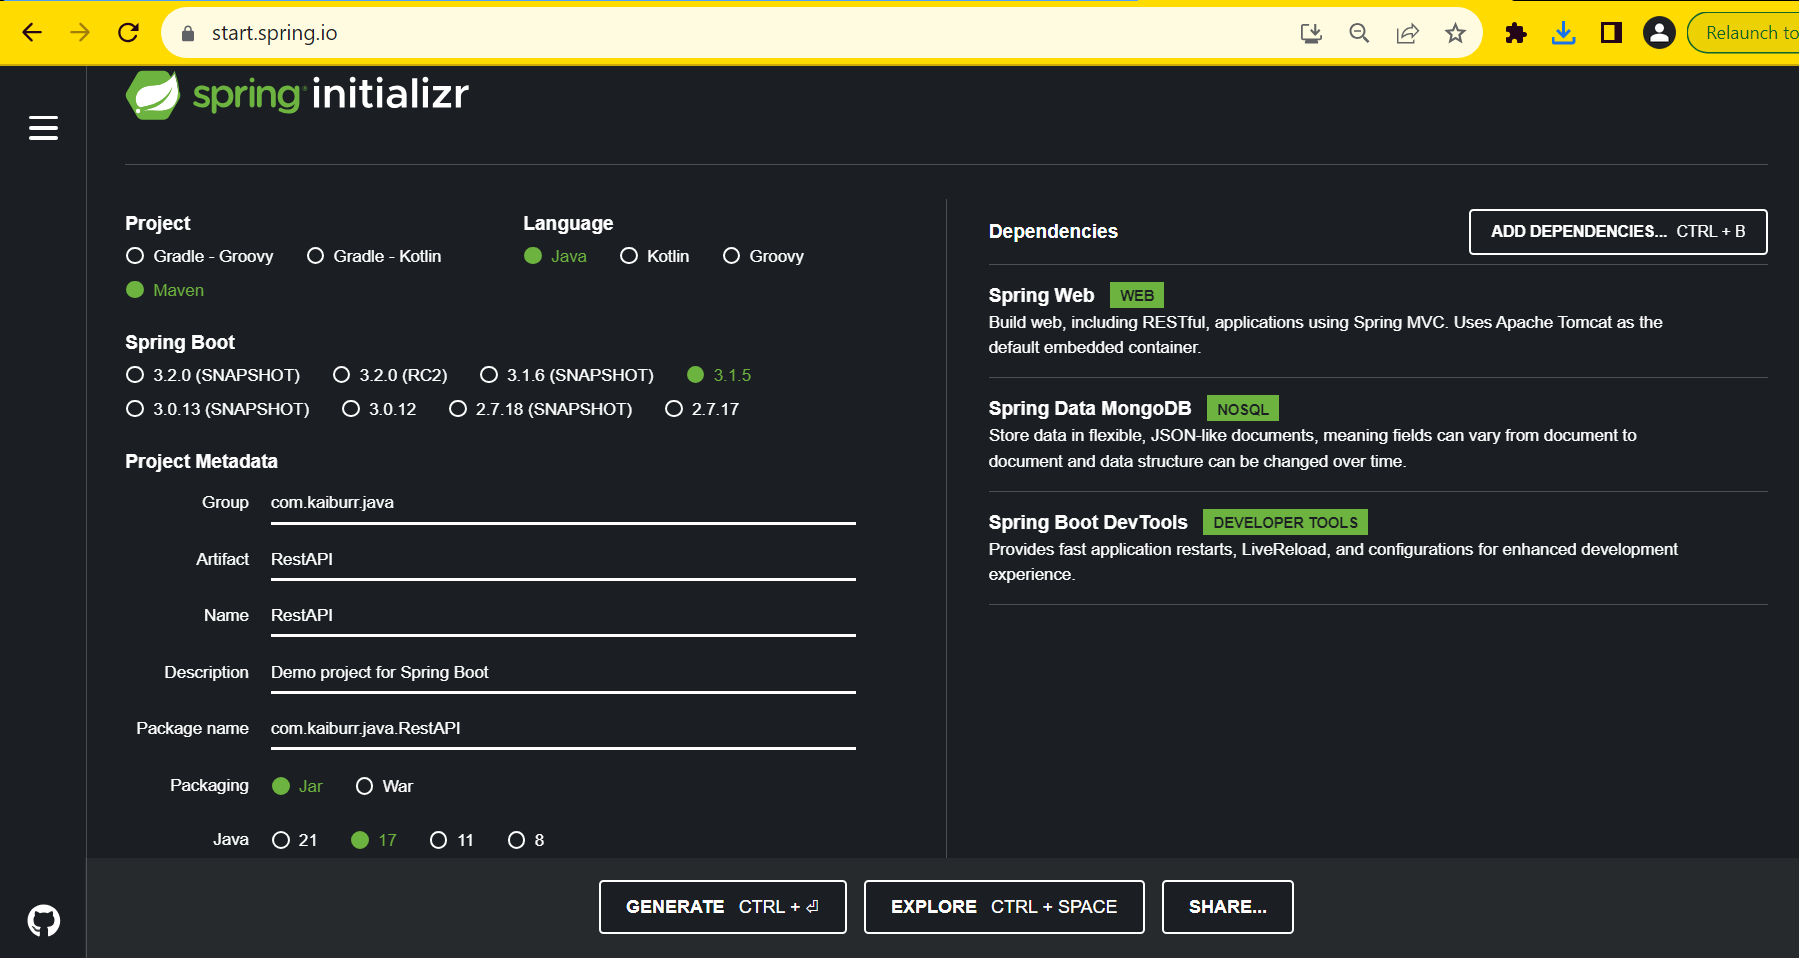 start.spring.io
Relaunch to
spring initializr
Project
Gradle - Groovy Gradle - Kotlin
Maven
Language
Java Kotlin Groovy
Spring Boot
3.2.0 (SNAPSHOT) 3.2.0 (RC2) 3.1.6 (SNAPSHOT) 3.1.5
3.0.13 (SNAPSHOT) 3.0.12 2.7.18 (SNAPSHOT) 2.7.17
Project Metadata
Group com.kaiburr.java
Artifact RestAPI
Name RestAPI
Description Demo project for Spring Boot
Package name com.kaiburr.java.RestAPI
Packaging Jar War
Java 21 17 11 8
Dependencies
ADD DEPENDENCIES... CTRL + B
Spring Web WEB
Build web, including RESTful, applications using Spring MVC. Uses Apache Tomcat as the
default embedded container.
Spring Data MongoDB NOSQL
Store data in flexible, JSON-like documents, meaning fields can vary from document to
document and data structure can be changed over time.
Spring Boot DevTools DEVELOPER TOOLS
Provides fast application restarts, LiveReload, and configurations for enhanced development
experience.
GENERATE CTRL + ⏎
EXPLORE CTRL + SPACE
SHARE...